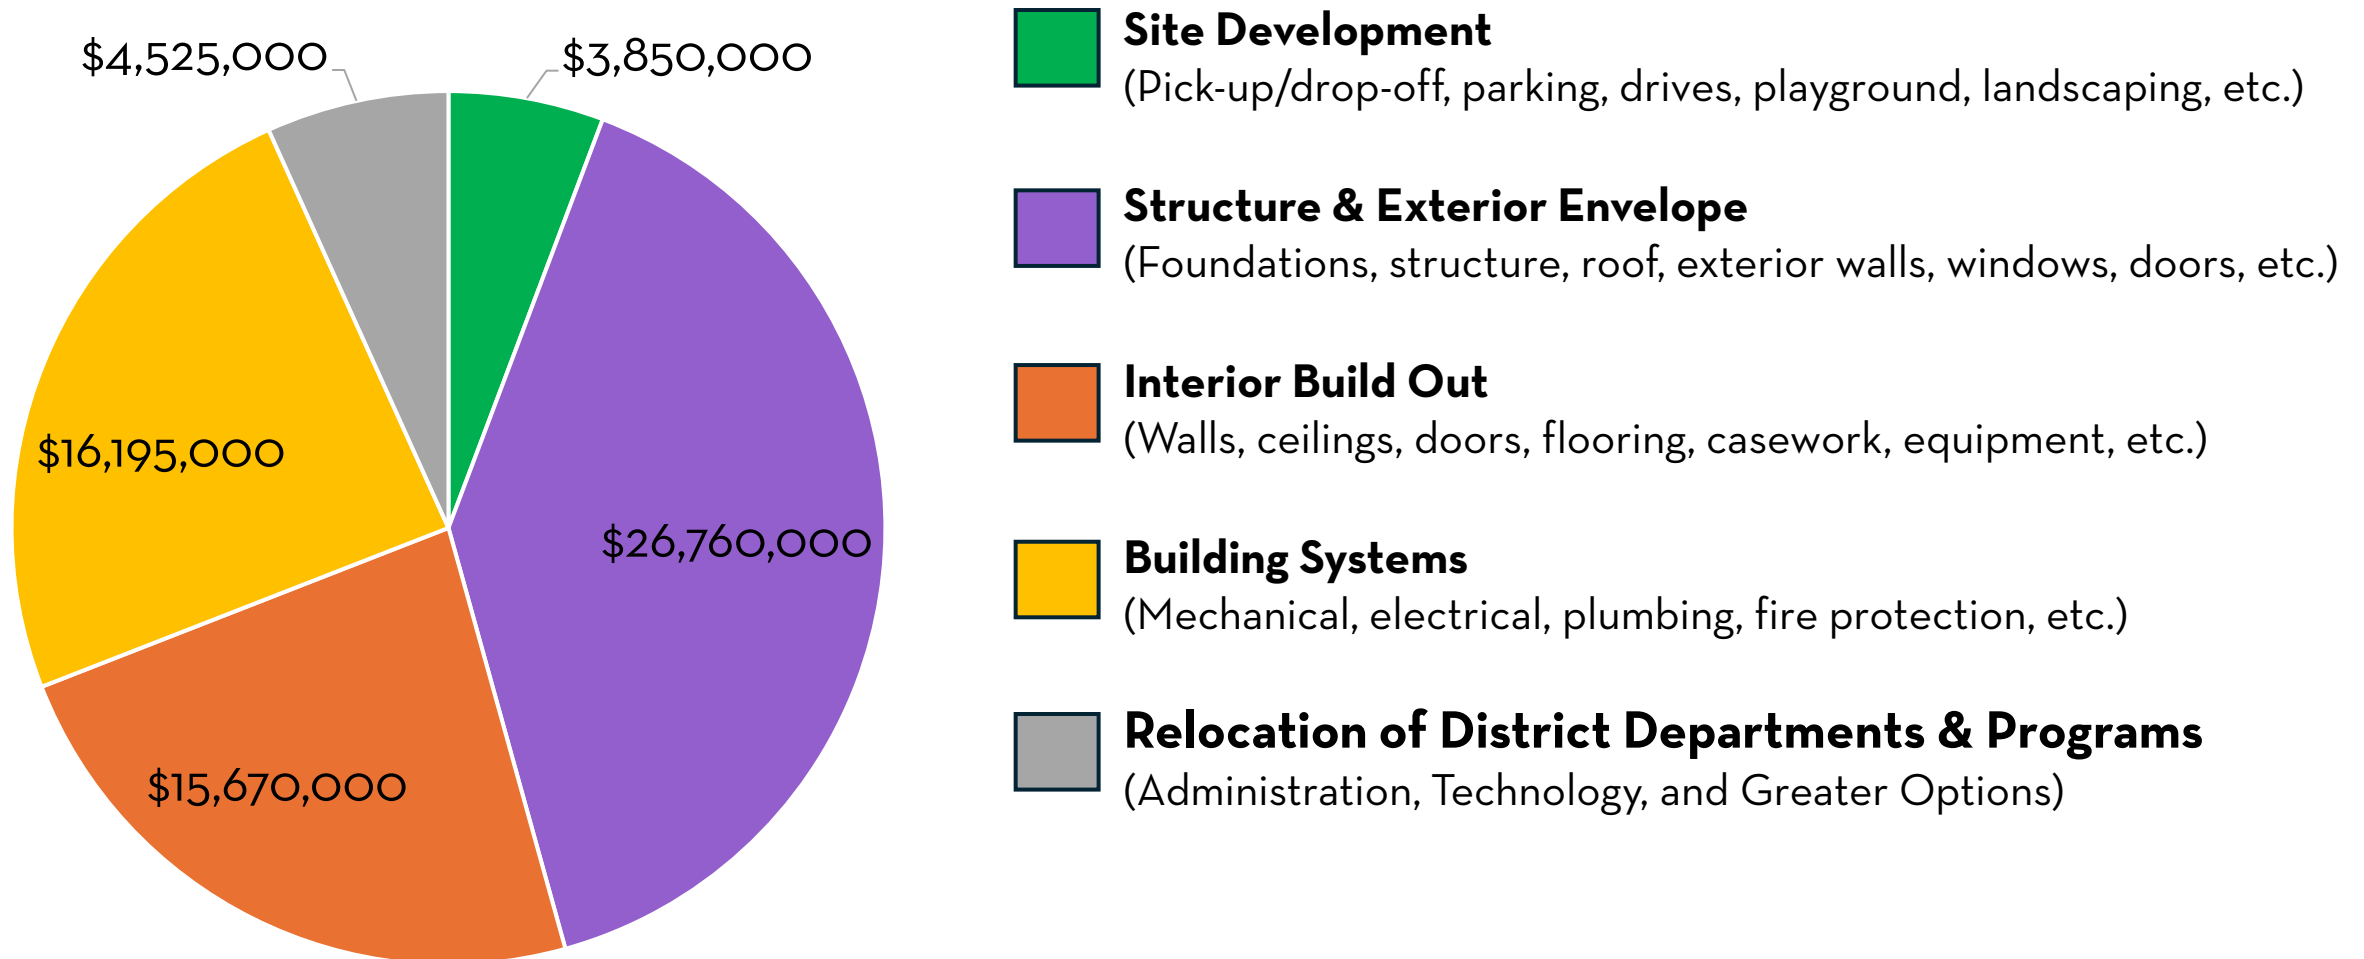 $4,525,000
$3,850,000
$16,195,000
$26,760,000
$15,670,000
Site Development
(Pick-up/drop-off, parking, drives, playground, landscaping, etc.)
Structure & Exterior Envelope
(Foundations, structure, roof, exterior walls, windows, doors, etc.)
Interior Build Out
(Walls, ceilings, doors, flooring, casework, equipment, etc.)
Building Systems
(Mechanical, electrical, plumbing, fire protection, etc.)
Relocation of District Departments & Programs
(Administration, Technology, and Greater Options)